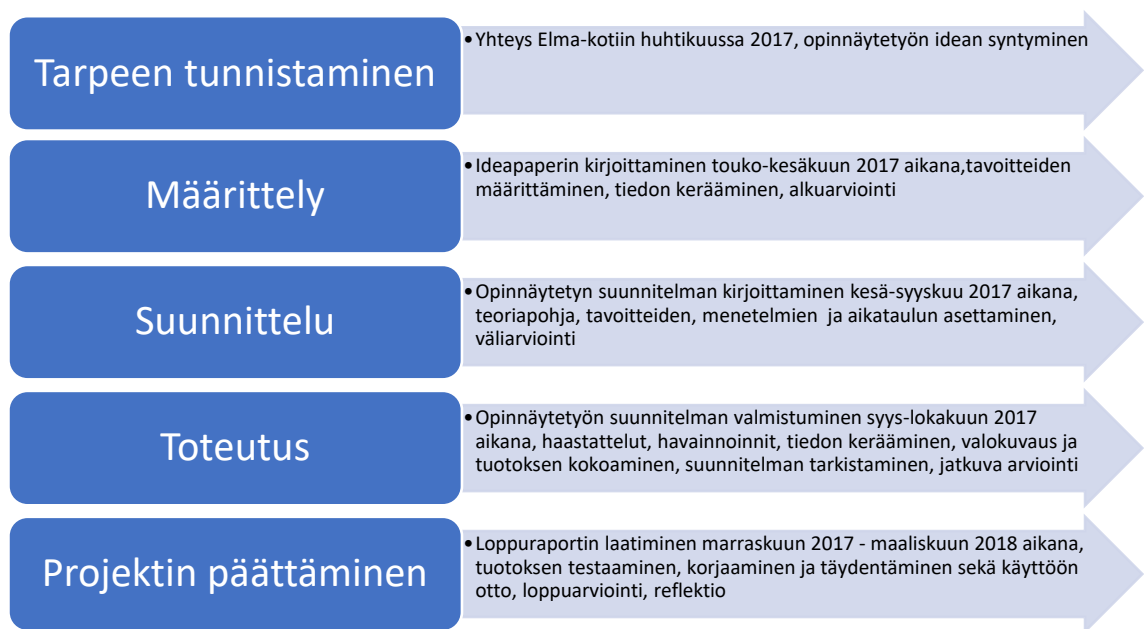 Tarpeen tunnistaminen
•Yhteys Elma-kotiin huhtikuussa 2017, opinnäytetyön idean syntyminen
Määrittely
•Ideapaperin kirjoittaminen touko-kesäkuun 2017 aikana,tavoitteiden
määrittäminen, tiedon kerääminen, alkuarviointi
Suunnittelu
•Opinnäytetyn suunnitelman kirjoittaminen kesä-syyskuu 2017 aikana,
teoriapohja, tavoitteiden, menetelmien ja aikataulun asettaminen,
väliarviointi
Toteutus
•Opinnäytetyön suunnitelman valmistuminen syys-lokakuun 2017
aikana, haastattelut, havainnoinnit, tiedon kerääminen, valokuvaus ja
tuotoksen kokoaminen, suunnitelman tarkistaminen, jatkuva arviointi
Projektin päättäminen
•Loppuraportin laatiminen marraskuun 2017 - maaliskuun 2018 aikana,
tuotoksen testaaminen, korjaaminen ja täydentäminen sekä käyttöön
otto, loppuarviointi, reflektio